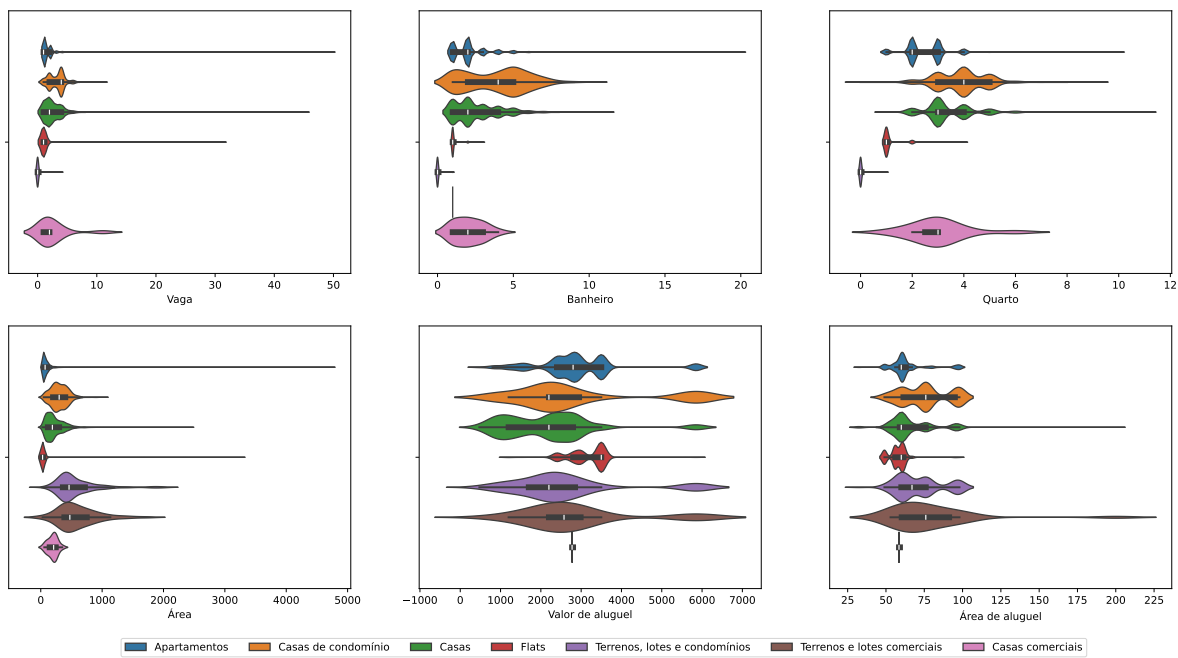 0 10 20 30 40 50
Vaga
0 5 10 15 20
Banheiro
0 2 4 6 8 10 12
Quarto
0 1000 2000 3000 4000 5000
Área
−1000 0 1000 2000 3000 4000 5000 6000 7000
Valor de aluguel
25 50 75 100 125 150 175 200 225
Área de aluguel
Apartamentos Casas de condomínio Casas Flats Terrenos, lotes e condomínios Terrenos e lotes comerciais Casas comerciais